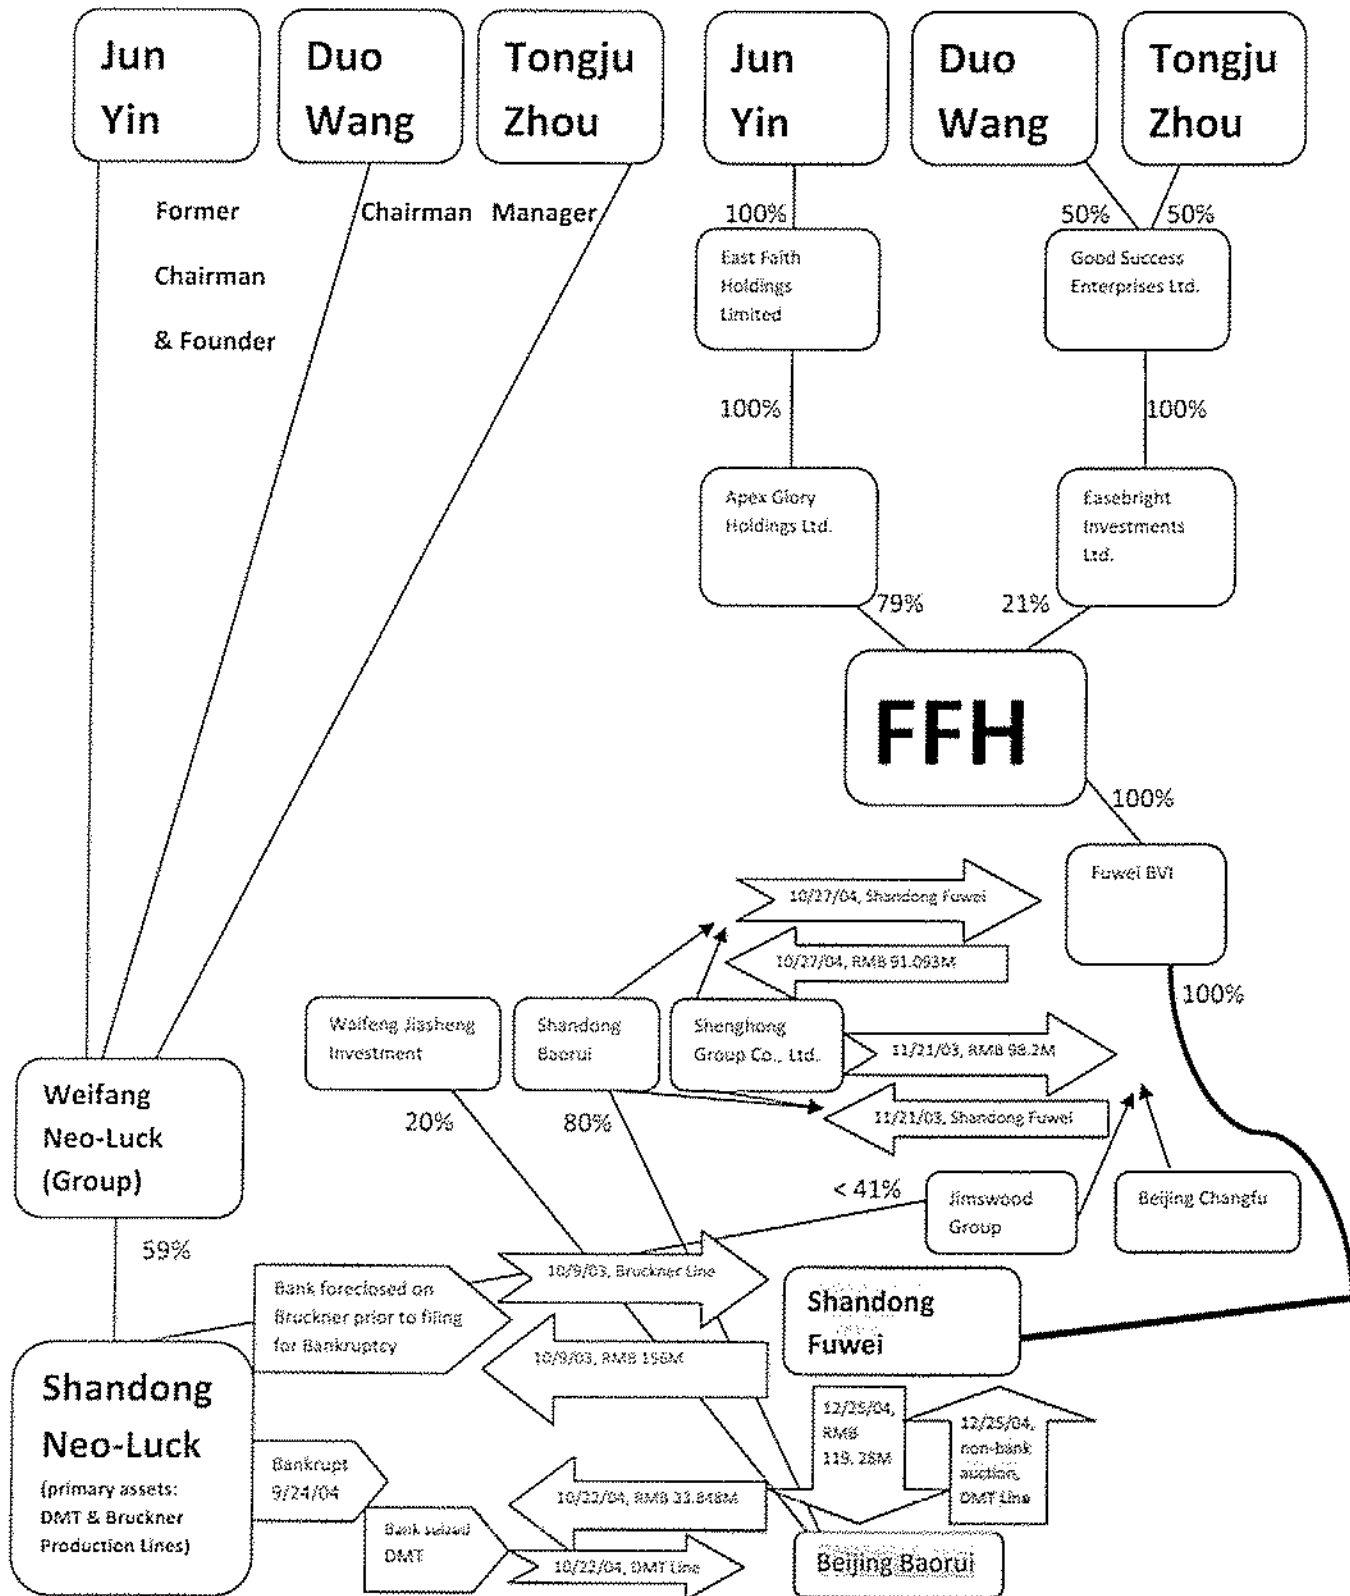 Jun
Yin
Duo
Wang
Tongju
Zhou
Jun
Yin
Duo
Wang
Tongju
Zhou
Former
Chairman
& Founder
Chairman
Manager
100%
50%
50%
East Faith
Holdings
Limited
Good Success
Enterprises Ltd.
100%
100%
Apex Glory
Holdings Ltd.
Easebright
Investments
Ltd.
79%
21%
FFH
100%
Fuwei BVI
10/27/04, Shandong Fuwei
10/27/04, RMB 91.093M
100%
Waifeng Jiasheng
Investment
Shandong
Baorui
Shenghong
Group Co., Ltd.
11/21/03, RMB 98.2M
11/21/03, Shandong Fuwei
20%
80%
Weifang
Neo-Luck
(Group)
< 41%
Jimswood
Group
Beijing Changfu
59%
10/9/03, Bruckner Line
Bank foreclosed on
Bruckner prior to filing
for Bankruptcy
10/9/03, RMB 156M
Shandong
Fuwei
Shandong
Neo-Luck
(primary assets:
DMT & Bruckner
Production Lines)
12/25/04,
RMB
119. 28M
12/25/04,
non-bank
auction,
DMT Line
Bankrupt
9/24/04
10/22/04, RMB 33.848M
Bank seized
DMT
10/22/04, DMT Line
Beijing Baorui